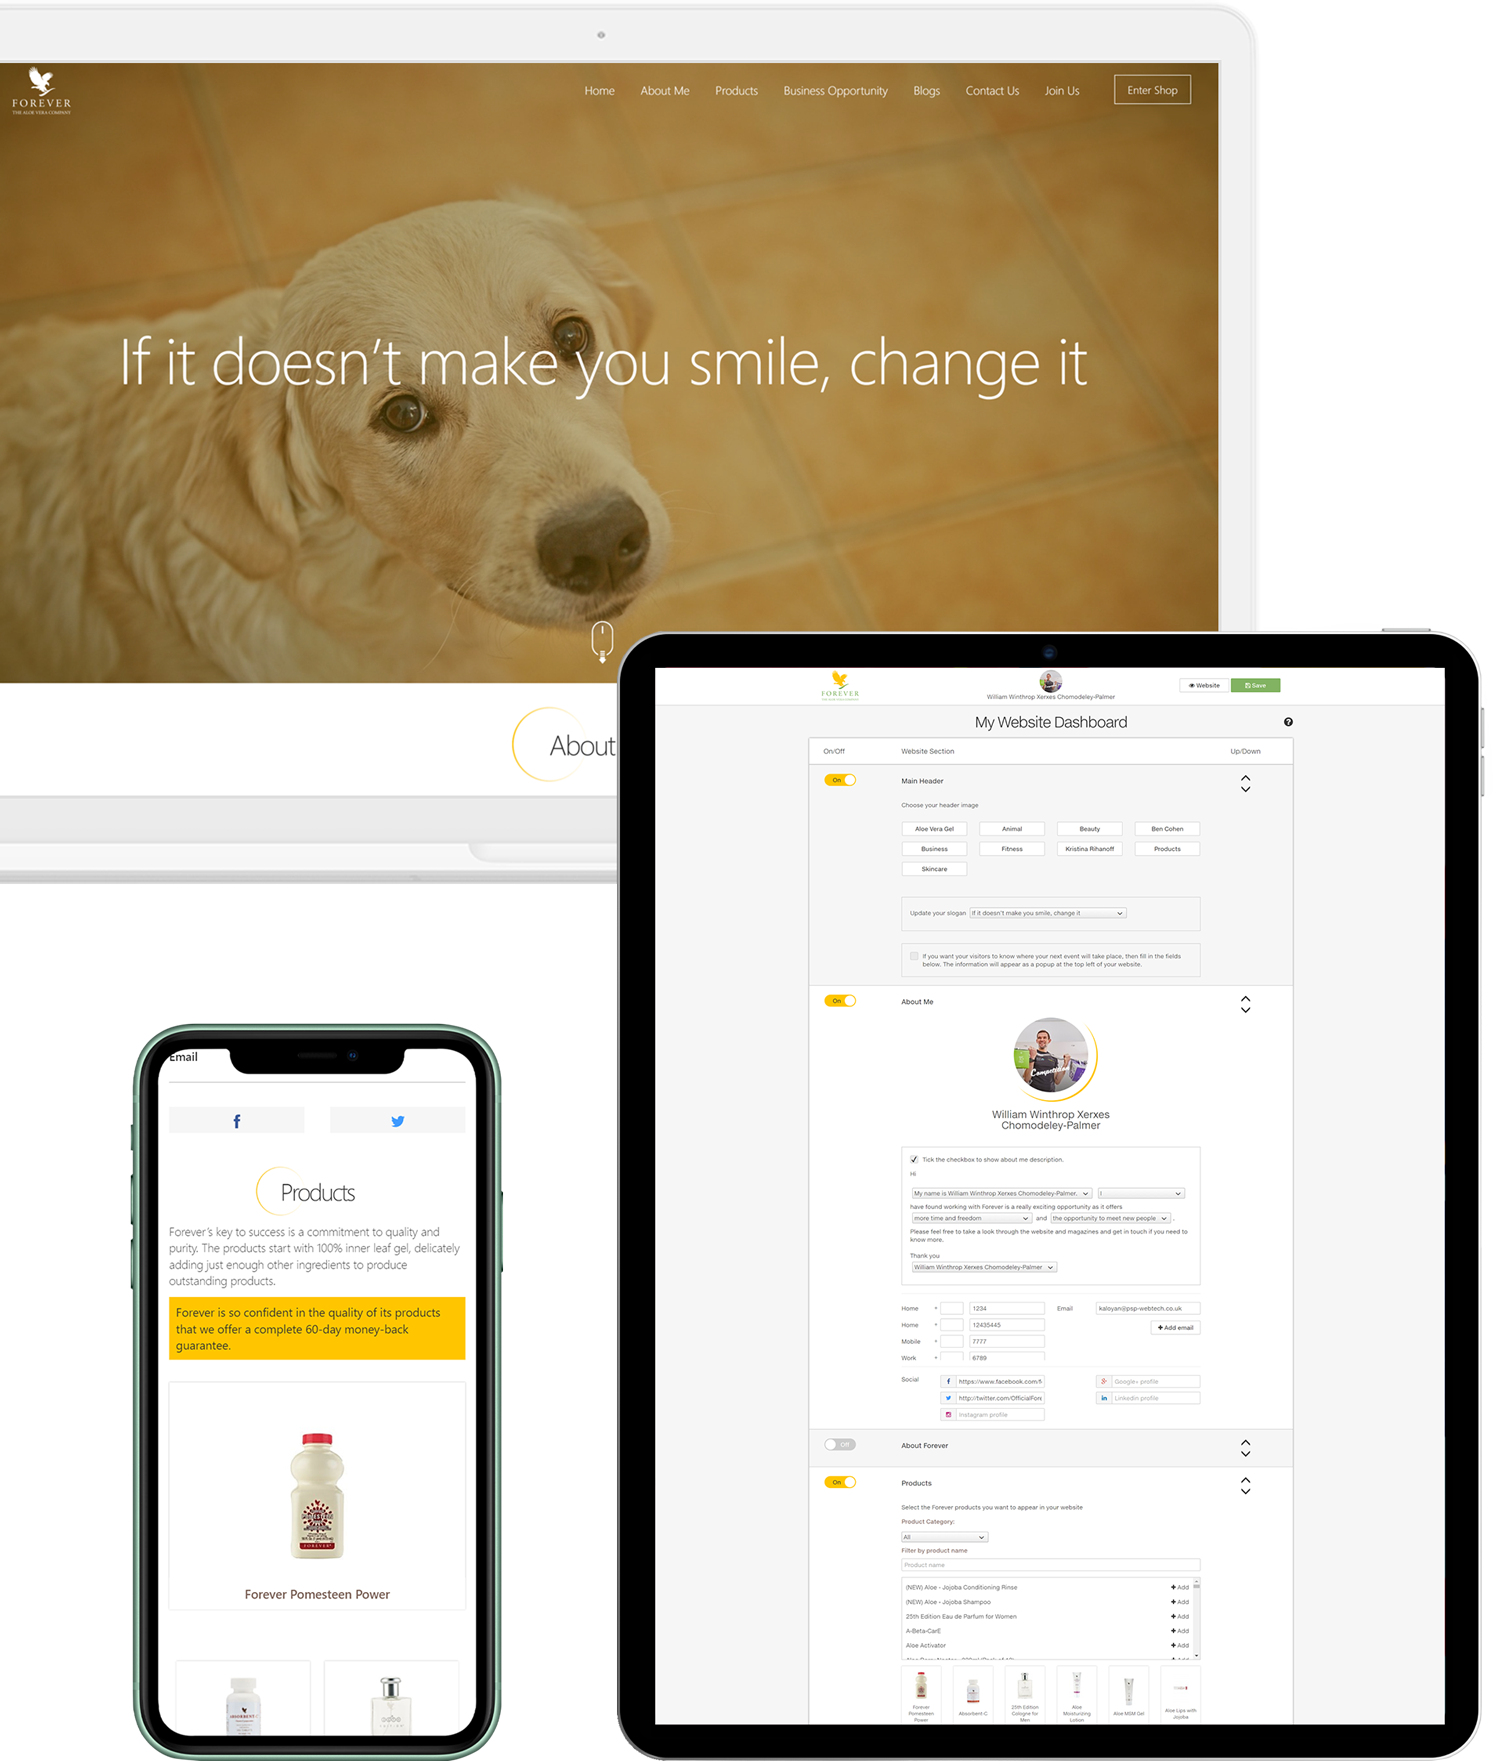 FOREVER
THE ALOE VERA COMPANY
Home About Me Products Business Opportunity Blogs Contact Us Join Us Enter Shop
If it doesn't make you smile, change it
About
FOREVER
THE ALOE VERA COMPANY
William Winthrop Xerxes Chomodeley-Palmer
Website Save
My Website Dashboard
On/Off Website Section Up/Down
On Main Header
Choose your header image
Aloe Vera Gel Animal Beauty Ben Cohen
Business Fitness Kristina Rihanoff Products
Skincare
Update your slogan If it doesn't make you smile, change it
If you want your visitors to know where your next event will take place, then fill in the fields
below. The information will appear as a popup at the top left of your website.
On About Me
Competition
William Winthrop Xerxes
Chomodeley-Palmer
Tick the checkbox to show about me description.
Hi
My name is William Winthrop Xerxes Chomodeley-Palmer. I
have found working with Forever is a really exciting opportunity as it offers
more time and freedom and the opportunity to meet new people .
Please feel free to take a look through the website and magazines and get in touch if you need to
know more.
Thank you
William Winthrop Xerxes Chomodeley-Palmer
Home + 1234 Email kaloyan@psp-webtech.co.uk
Home + 12435445 + Add email
Mobile + 7777
Work + 6789
Social https://www.facebook.com/f Google+ profile
http://twitter.com/OfficialFore Linkedin profile
Instagram profile
Off About Forever
On Products
Select the Forever products you want to appear in your website
Product Category:
All
Filter by product name
Product name
(NEW) Aloe - Jojoba Conditioning Rinse + Add
(NEW) Aloe - Jojoba Shampoo + Add
25th Edition Eau de Parfum for Women + Add
A-Beta-CarE + Add
Aloe Activator + Add
Forever
Pomesteen
Power
Absorbent-C
25th Edition
Cologne for
Men
Aloe
Moisturizing
Lotion
Aloe MSM Gel
Aloe Lips with
Jojoba
Email
Products
Forever's key to success is a commitment to quality and
purity. The products start with 100% inner leaf gel, delicately
adding just enough other ingredients to produce
outstanding products.
Forever is so confident in the quality of its products
that we offer a complete 60-day money-back
guarantee.
FOREVER
Forever Pomesteen Power